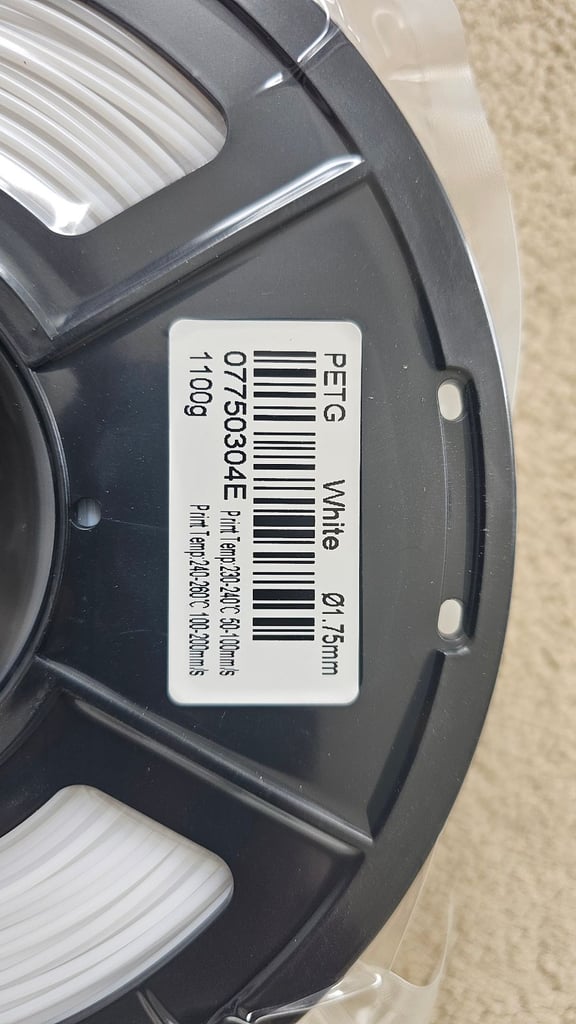 PETG White Ø1.75mm
07750304E Print Temp:230-240℃ 50-100mm/s
1100g Print Temp:240-260℃ 100-200mm/s